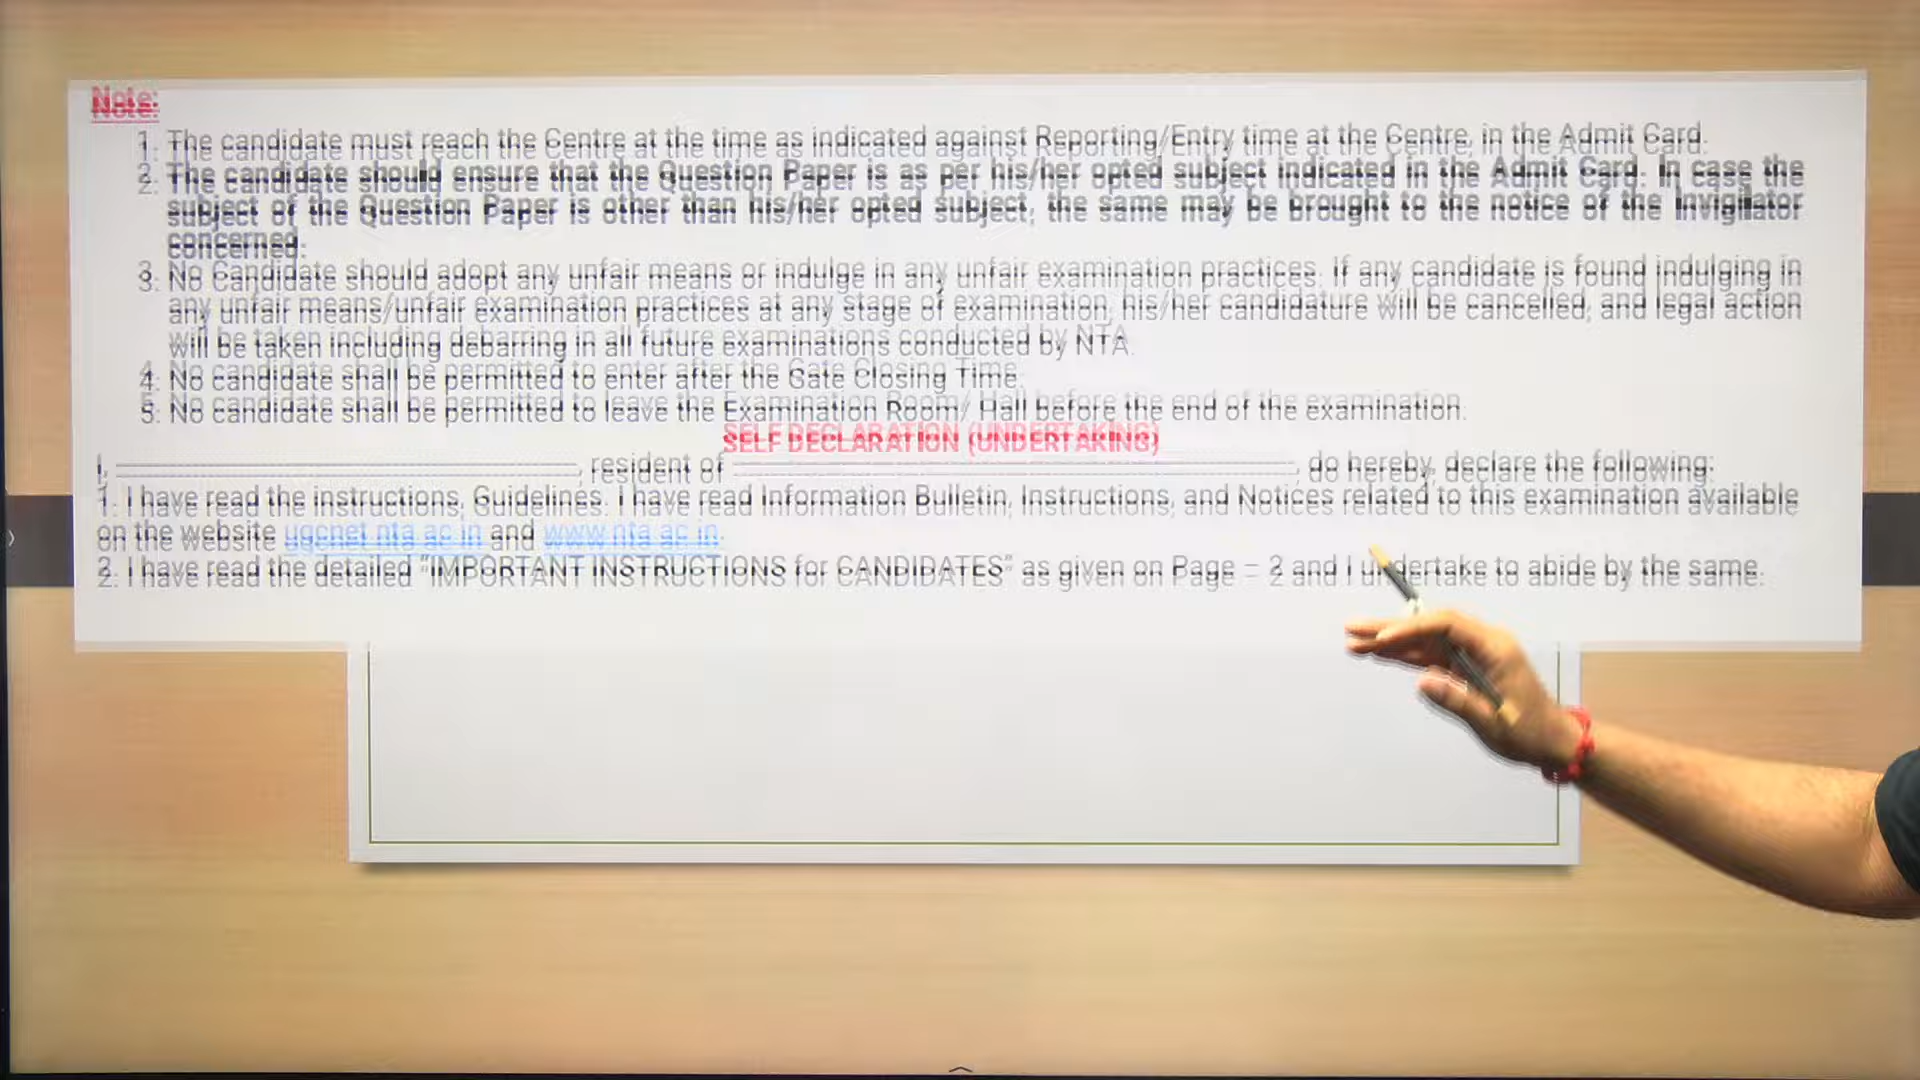 Note:
1. The candidate must reach the Centre at the time as indicated against Reporting/Entry time at the Centre, in the Admit Card.
2. The candidate should ensure that the Question Paper is as per his/her opted subject indicated in the Admit Card. In case the
subject of the Question Paper is other than his/her opted subject, the same may be brought to the notice of the Invigilator
concerned.
3. No Candidate should adopt any unfair means or indulge in any unfair examination practices. If any candidate is found indulging in
any unfair means/unfair examination practices at any stage of examination, his/her candidature will be cancelled, and legal action
will be taken including debarring in all future examinations conducted by NTA.
4. No candidate shall be permitted to enter after the Gate Closing Time.
5. No candidate shall be permitted to leave the Examination Room/ Hall before the end of the examination.
SELF DECLARATION (UNDERTAKING)
I, ______________________________, resident of ____________________________________, do hereby, declare the following:
1. I have read the instructions, Guidelines. I have read Information Bulletin, Instructions, and Notices related to this examination available
on the website ugcnet.nta.ac.in and www.nta.ac.in.
2. I have read the detailed “IMPORTANT INSTRUCTIONS for CANDIDATES” as given on Page – 2 and I undertake to abide by the same.